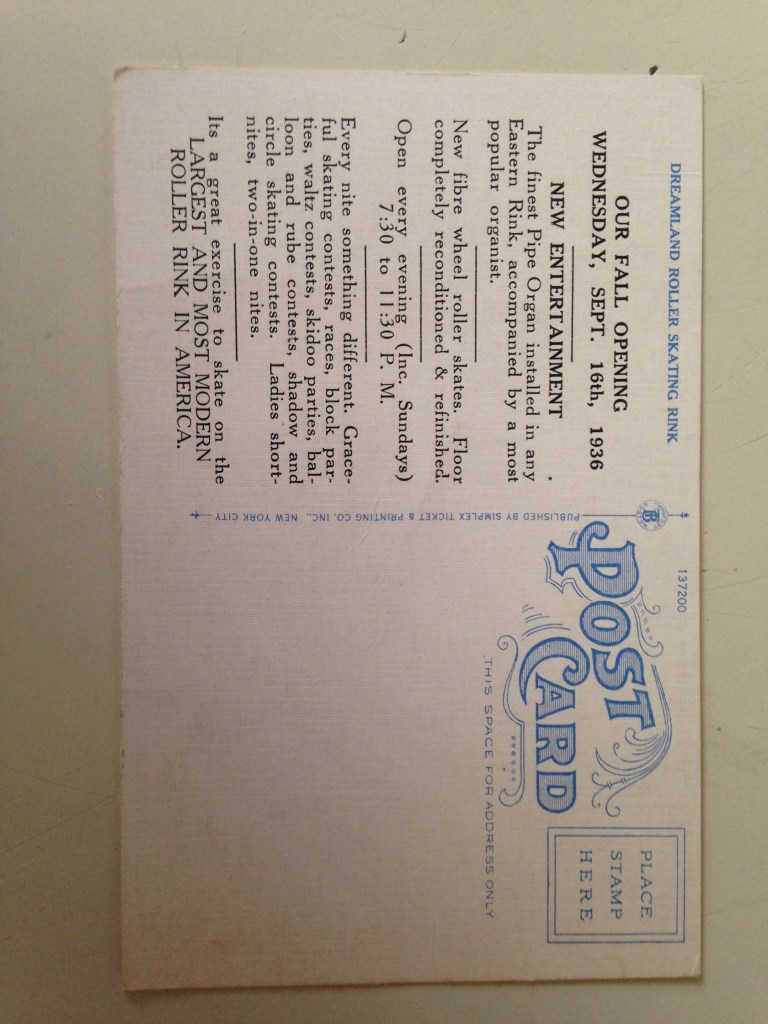 DREAMLAND ROLLER SKATING RINK
OUR FALL OPENING
WEDNESDAY, SEPT. 16th, 1936
NEW ENTERTAINMENT
The finest Pipe Organ installed in any
Eastern Rink, accompanied by a most
popular organist.
New fibre wheel roller skates. Floor
completely reconditioned & refinished.
Open every evening (Inc. Sundays)
7:30 to 11:30 P. M.
Every nite something different. Grace-
ful skating contests, races, block par-
ties, waltz contests, skidoo parties, bal-
loon and rube contests, shadow and
circle skating contests. Ladies short-
nites, two-in-one nites.
Its a great exercise to skate on the
LARGEST AND MOST MODERN
ROLLER RINK IN AMERICA.
PUBLISHED BY SIMPLEX TICKET & PRINTING CO. INC., NEW YORK CITY
137200
POST
CARD
THIS SPACE FOR ADDRESS ONLY
PLACE
STAMP
HERE